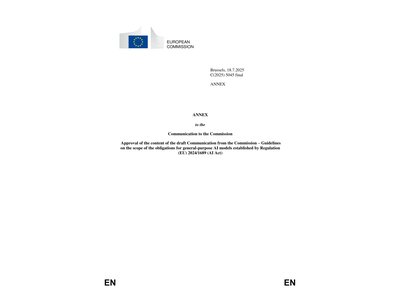 EUROPEAN
COMMISSION
Brussels, 18.7.2025
C(2025) 5045 final
ANNEX
ANNEX
to the
Communication to the Commission
Approval of the content of the draft Communication from the Commission – Guidelines
on the scope of the obligations for general-purpose AI models established by Regulation
(EU) 2024/1689 (AI Act)
EN
EN